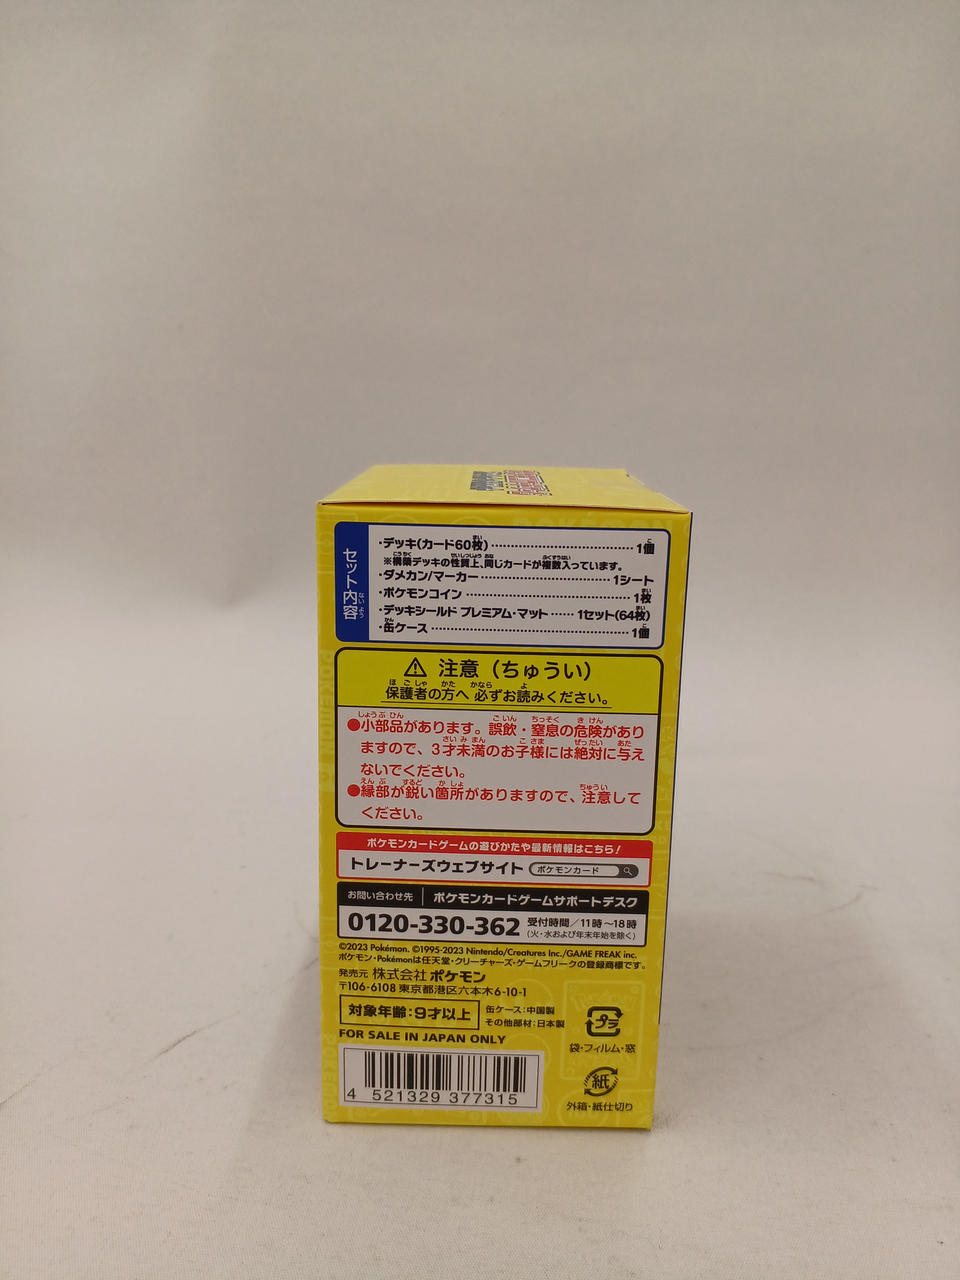 セット内容
・デッキ(カード60枚) 1個
※構築デッキの性質上、同じカードが複数入っています。
・ダメカン/マーカー 1シート
・ポケモンコイン 1枚
・デッキシールド プレミアム・マット 1セット(64枚)
・缶ケース 1個
注意(ちゅうい)
保護者の方へ 必ずお読みください。
●小部品があります。誤飲・窒息の危険があり
ますので、3才未満のお子様には絶対に与え
ないでください。
●縁部が鋭い箇所がありますので、注意して
ください。
ポケモンカードゲームの遊びかたや最新情報はこちら!
トレーナーズウェブサイト ポケモンカード
お問い合わせ先 ポケモンカードゲームサポートデスク
0120-330-362 受付時間/11時〜18時
(火・水および年末年始を除く)
©2023 Pokémon. ©1995-2023 Nintendo/Creatures Inc./GAME FREAK inc.
ポケモン・Pokémonは任天堂・クリーチャーズ・ゲームフリークの登録商標です。
発売元 株式会社 ポケモン
〒106-6108 東京都港区六本木6-10-1
対象年齢:9才以上
缶ケース:中国製
その他部材:日本製
FOR SALE IN JAPAN ONLY
プラ
袋・フィルム・窓
紙
外箱・紙仕切り
4 521329 377315